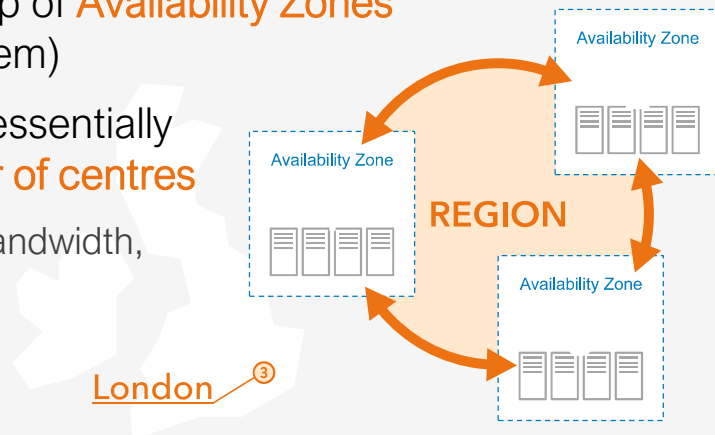 p of Availability Zones
em)
essentially
r of centres
andwidth,
London
3
REGION
Availability Zone
Availability Zone
Availability Zone